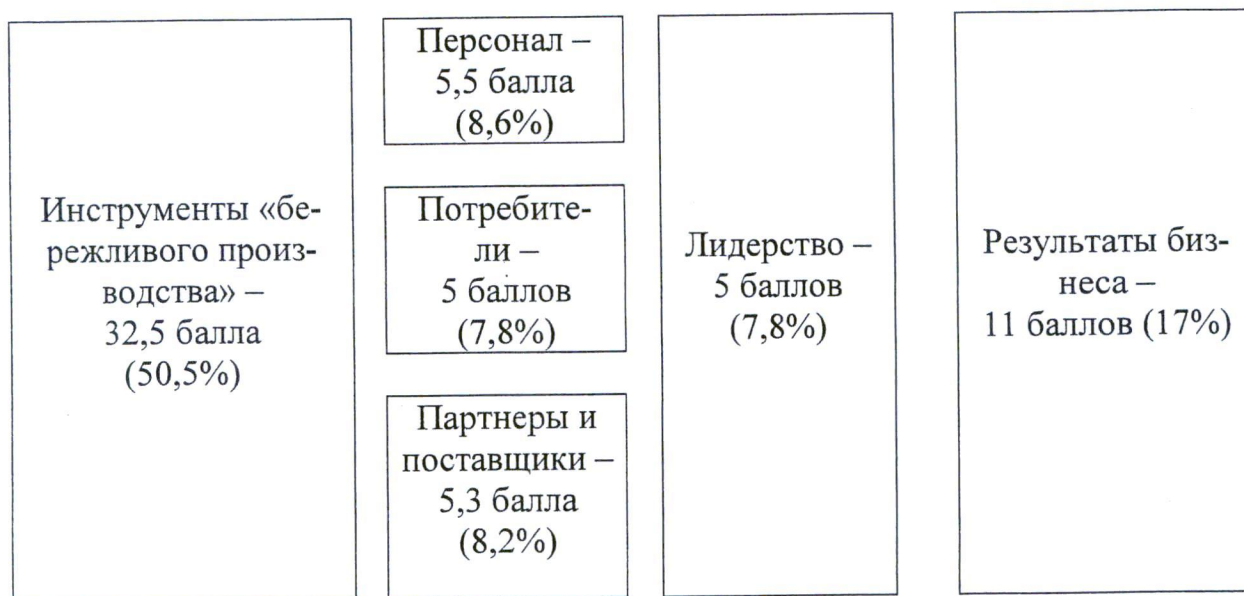 Инструменты «бе-
режливого произ-
водства» –
32,5 балла
(50,5%)
Персонал –
5,5 балла
(8,6%)
Потребите-
ли –
5 баллов
(7,8%)
Партнеры и
поставщики –
5,3 балла
(8,2%)
Лидерство –
5 баллов
(7,8%)
Результаты биз-
неса –
11 баллов (17%)